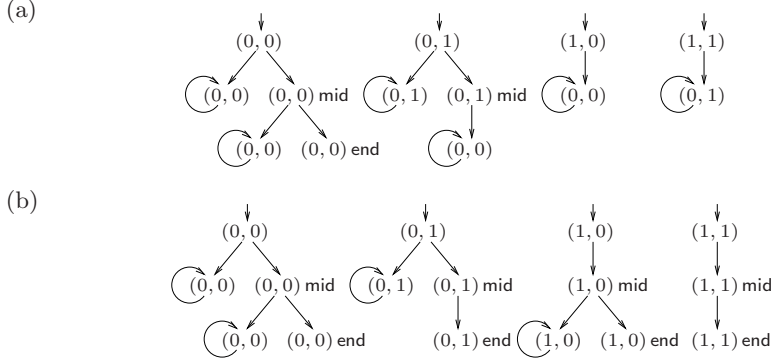 (a)
(0, 0) (0, 1) (1, 0) (1, 1)
(0, 0) (0, 0) mid (0, 1) (0, 1) mid (0, 0) (0, 1)
(0, 0) (0, 0) end (0, 0)
(b)
(0, 0) (0, 1) (1, 0) (1, 1)
(0, 0) (0, 0) mid (0, 1) (0, 1) mid (1, 0) mid (1, 1) mid
(0, 0) (0, 0) end (0, 1) end (1, 0) (1, 0) end (1, 1) end